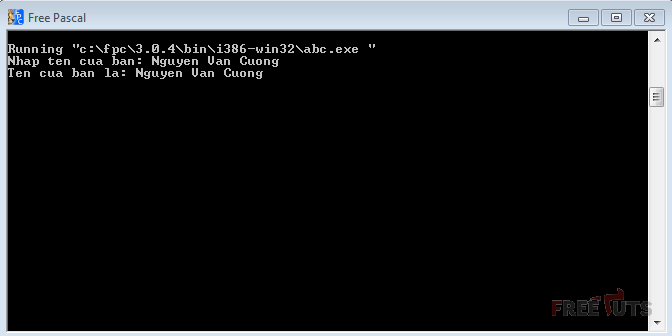 Free Pascal
Running "c:\fpc\3.0.4\bin\i386-win32\abc.exe "
Nhap ten cua ban: Nguyen Van Cuong
Ten cua ban la: Nguyen Van Cuong
FREETUTS